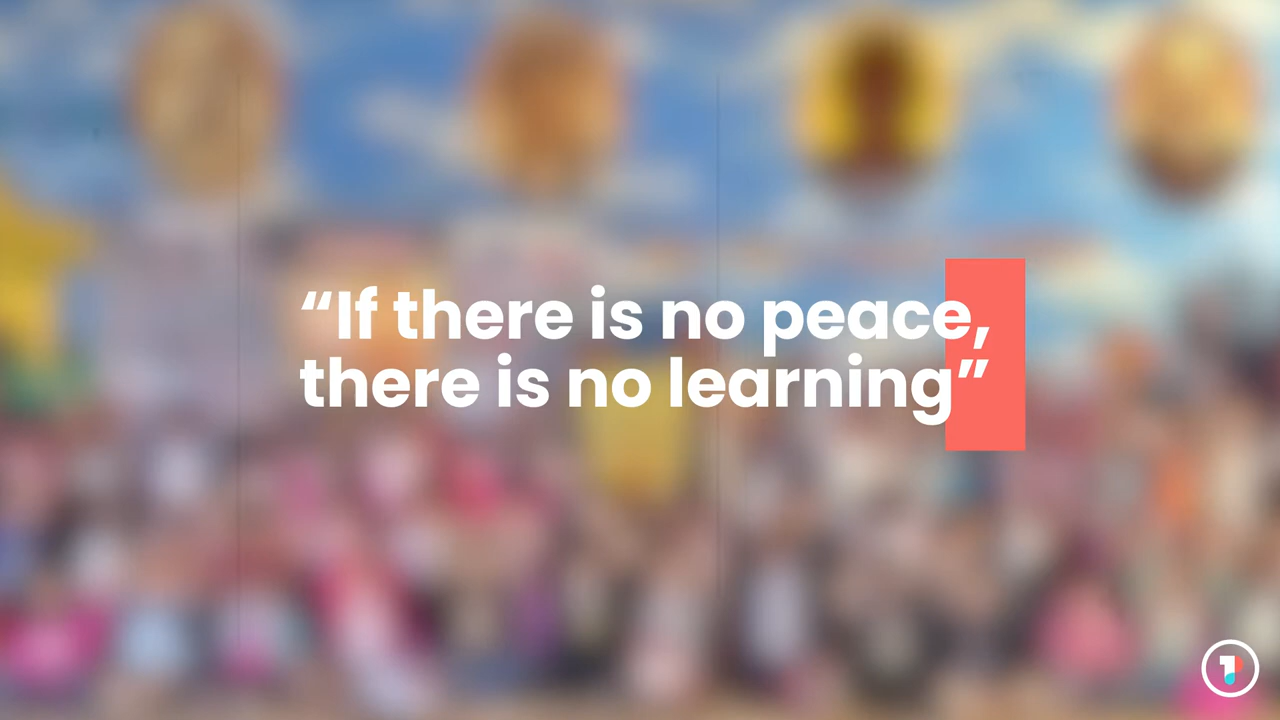 “If there is no peace,
there is no learning”